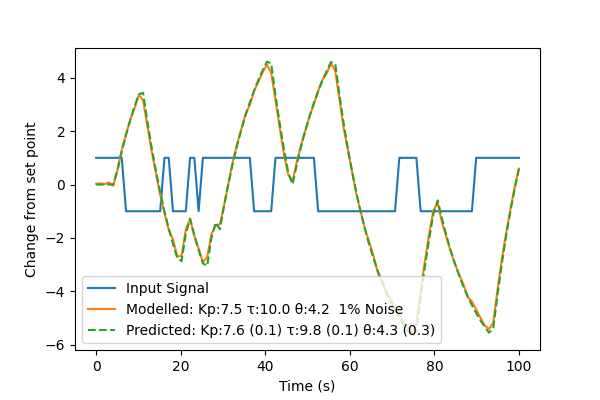 4
2
0
−2
−4
−6
Change from set point
Input Signal
Modelled: Kp:7.5 τ:10.0 θ:4.2  1% Noise
Predicted: Kp:7.6 (0.1) τ:9.8 (0.1) θ:4.3 (0.3)
0
20
40
60
80
100
Time (s)